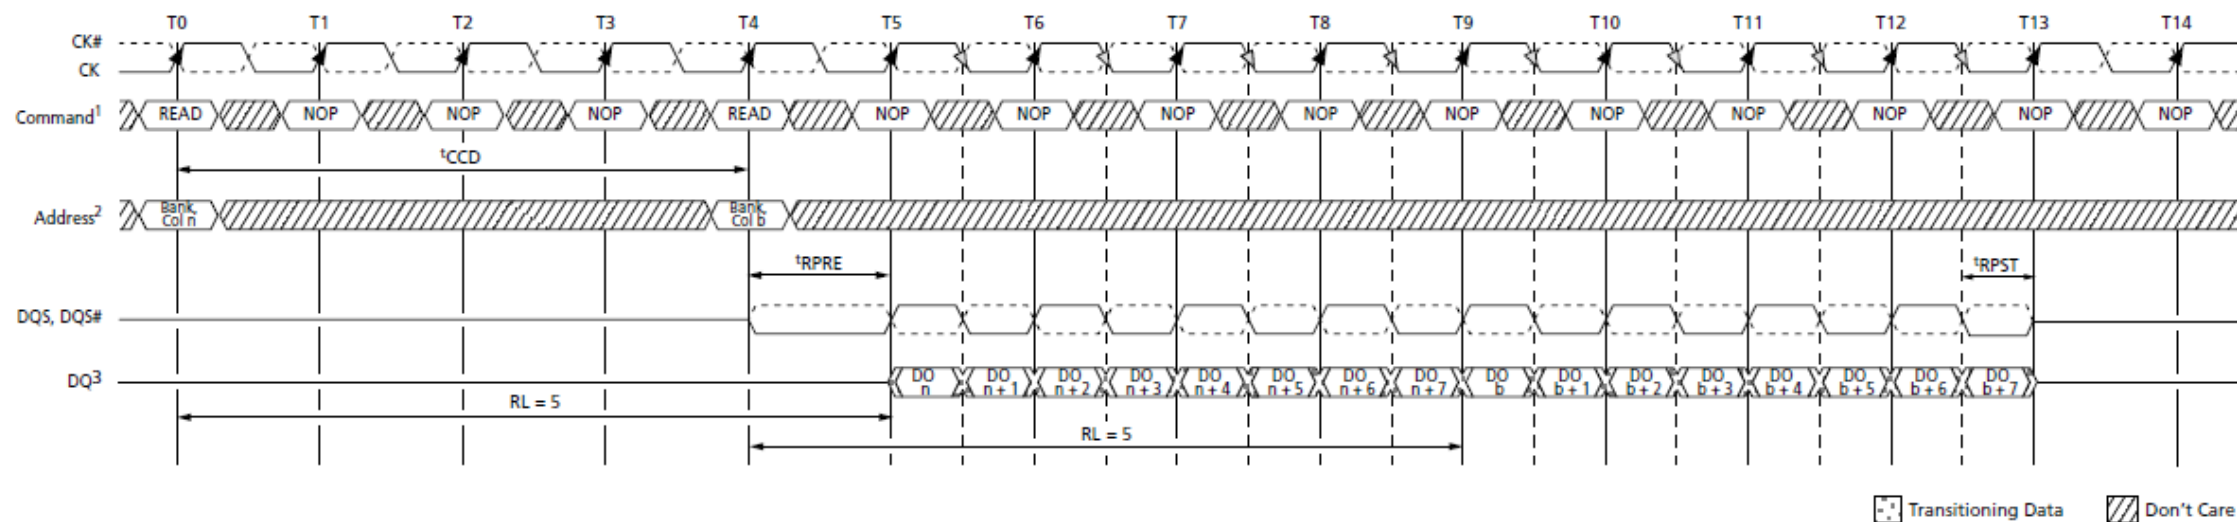 T0 T1 T2 T3 T4 T5 T6 T7 T8 T9 T10 T11 T12 T13 T14
CK#
CK
Command¹ READ NOP NOP NOP READ NOP NOP NOP NOP NOP NOP NOP NOP NOP NOP
tCCD
Address² Bank, Col n Bank, Col b
tRPRE tRPST
DQS, DQS#
DQ³ DO n DO n + 1 DO n + 2 DO n + 3 DO n + 4 DO n + 5 DO n + 6 DO n + 7 DO b DO b + 1 DO b + 2 DO b + 3 DO b + 4 DO b + 5 DO b + 6 DO b + 7
RL = 5
RL = 5
Transitioning Data Don't Care